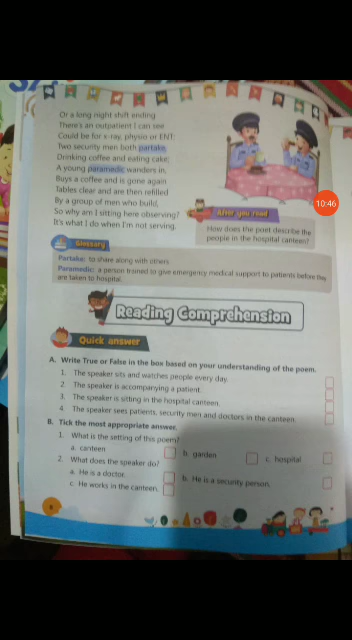 Or a long night shift ending
There's an outpatient I can see
Could be for x-ray, physio or ENT;
Two security men both partake,
Drinking coffee and eating cake;
A young paramedic wanders in,
Buys a coffee and is gone again
Tables clear and are then refilled
By a group of men who build,
So why am I sitting here observing?
It's what I do when I'm not serving.
10:46
After you read
How does the poet describe the
people in the hospital canteen?
Glossary
Partake: to share along with others
Paramedic: a person trained to give emergency medical support to patients before they
are taken to hospital.
Reading Comprehension
Quick answer
A. Write True or False in the box based on your understanding of the poem.
1. The speaker sits and watches people every day.
2. The speaker is accompanying a patient.
3. The speaker is sitting in the hospital canteen.
4. The speaker sees patients, security men and doctors in the canteen.
B. Tick the most appropriate answer.
1. What is the setting of this poem?
a. canteen b. garden c. hospital
2. What does the speaker do?
a. He is a doctor. b. He is a security person.
c. He works in the canteen.
8